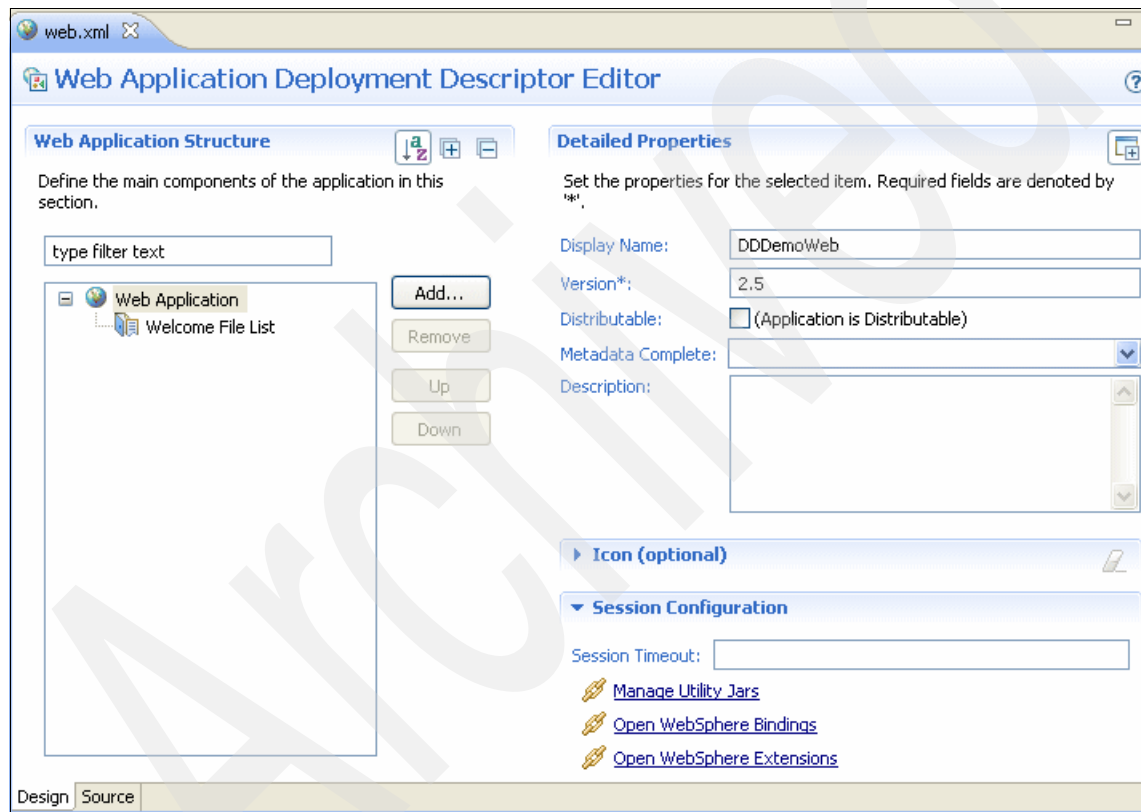 web.xml
Web Application Deployment Descriptor Editor
Web Application Structure
Define the main components of the application in this
section.
type filter text
Web Application
Welcome File List
Add...
Remove
Up
Down
Detailed Properties
Set the properties for the selected item. Required fields are denoted by
'*'.
Display Name: DDDemoWeb
Version*: 2.5
Distributable: (Application is Distributable)
Metadata Complete:
Description:
Icon (optional)
Session Configuration
Session Timeout:
Manage Utility Jars
Open WebSphere Bindings
Open WebSphere Extensions
Design Source
Archived